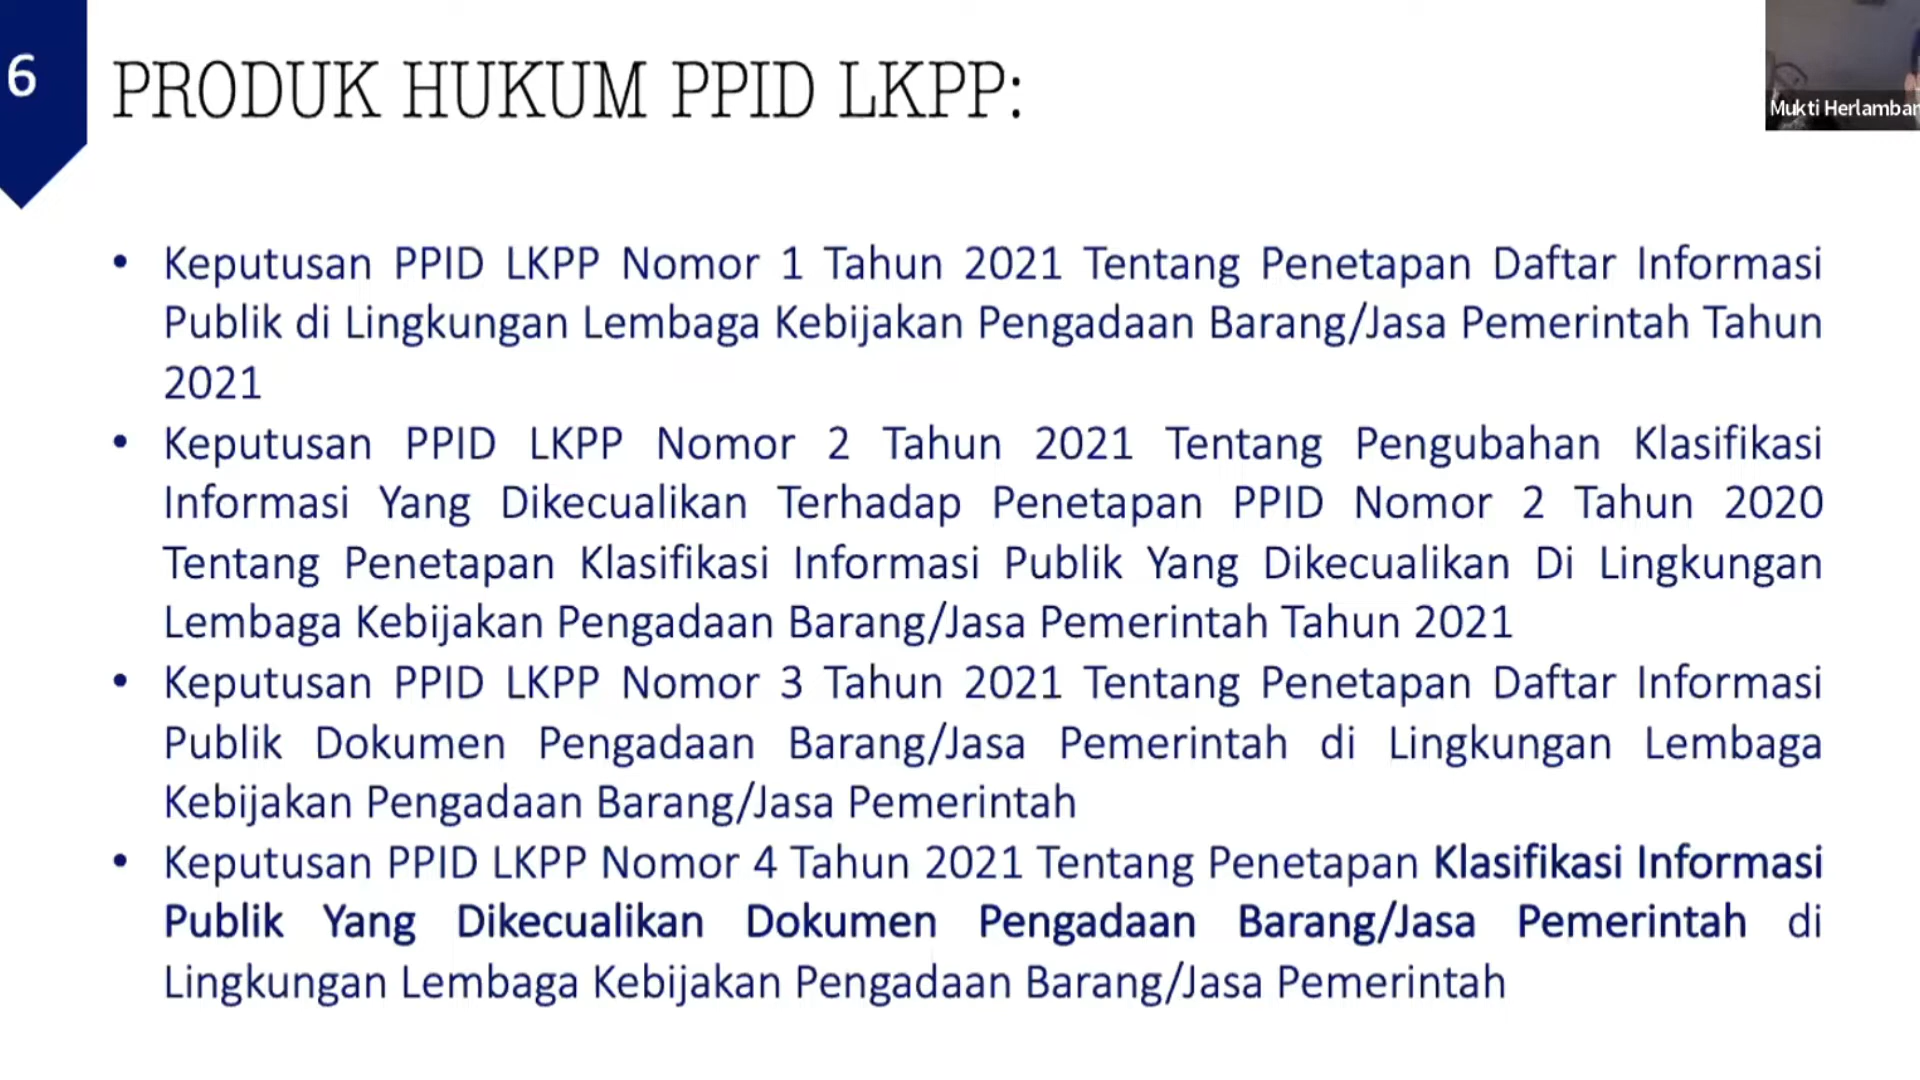 6
PRODUK HUKUM PPID LKPP:
Mukti Herlamban
• Keputusan PPID LKPP Nomor 1 Tahun 2021 Tentang Penetapan Daftar Informasi
Publik di Lingkungan Lembaga Kebijakan Pengadaan Barang/Jasa Pemerintah Tahun
2021
• Keputusan PPID LKPP Nomor 2 Tahun 2021 Tentang Pengubahan Klasifikasi
Informasi Yang Dikecualikan Terhadap Penetapan PPID Nomor 2 Tahun 2020
Tentang Penetapan Klasifikasi Informasi Publik Yang Dikecualikan Di Lingkungan
Lembaga Kebijakan Pengadaan Barang/Jasa Pemerintah Tahun 2021
• Keputusan PPID LKPP Nomor 3 Tahun 2021 Tentang Penetapan Daftar Informasi
Publik Dokumen Pengadaan Barang/Jasa Pemerintah di Lingkungan Lembaga
Kebijakan Pengadaan Barang/Jasa Pemerintah
• Keputusan PPID LKPP Nomor 4 Tahun 2021 Tentang Penetapan Klasifikasi Informasi
Publik Yang Dikecualikan Dokumen Pengadaan Barang/Jasa Pemerintah di
Lingkungan Lembaga Kebijakan Pengadaan Barang/Jasa Pemerintah